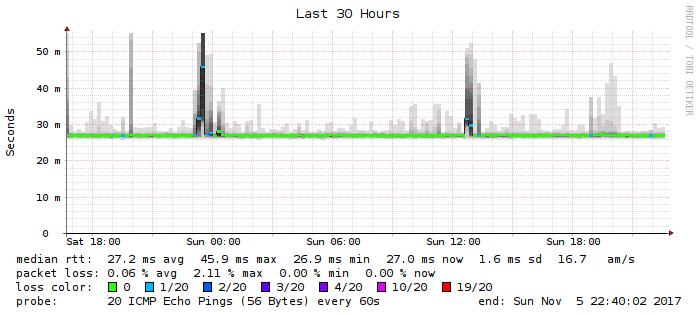 Last 30 Hours
RRDTOOL / TOBI OETIKER
Seconds
50 m
40 m
30 m
20 m
10 m
0
Sat 18:00 Sun 00:00 Sun 06:00 Sun 12:00 Sun 18:00
median rtt: 27.2 ms avg 45.9 ms max 26.9 ms min 27.0 ms now 1.6 ms sd 16.7 am/s
packet loss: 0.06 % avg 2.11 % max 0.00 % min 0.00 % now
loss color: 0 1/20 2/20 3/20 4/20 10/20 19/20
probe: 20 ICMP Echo Pings (56 Bytes) every 60s end: Sun Nov 5 22:40:02 2017